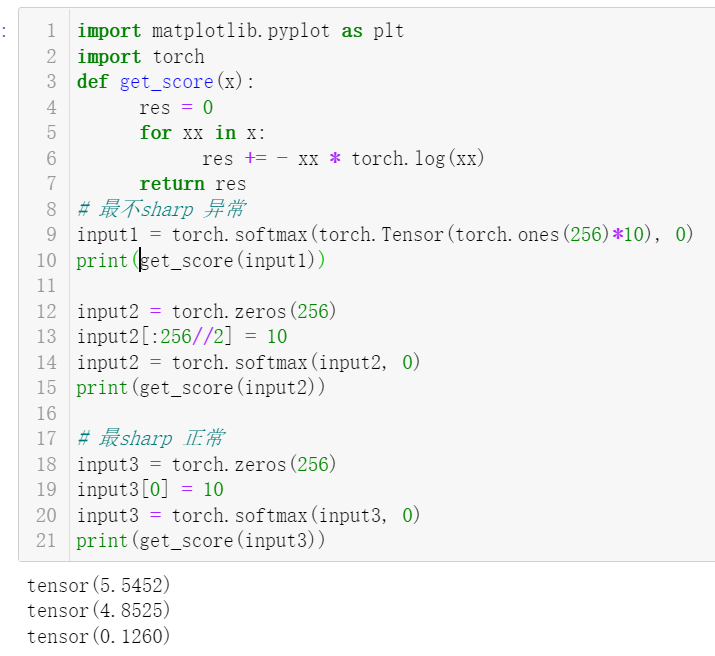 :
1 import matplotlib.pyplot as plt
2 import torch
3 def get_score(x):
4 res = 0
5 for xx in x:
6 res += - xx * torch.log(xx)
7 return res
8 # 最不sharp 异常
9 input1 = torch.softmax(torch.Tensor(torch.ones(256)*10), 0)
10 print(get_score(input1))
11
12 input2 = torch.zeros(256)
13 input2[:256//2] = 10
14 input2 = torch.softmax(input2, 0)
15 print(get_score(input2))
16
17 # 最sharp 正常
18 input3 = torch.zeros(256)
19 input3[0] = 10
20 input3 = torch.softmax(input3, 0)
21 print(get_score(input3))
tensor(5.5452)
tensor(4.8525)
tensor(0.1260)